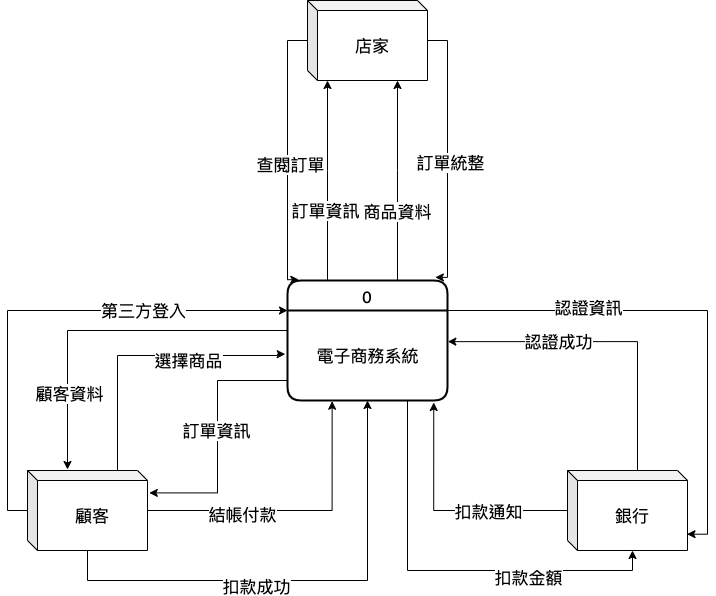 店家
查閱訂單
訂單統整
訂單資訊
商品資料
0
第三方登入
認證資訊
認證成功
電子商務系統
選擇商品
顧客資料
訂單資訊
顧客
結帳付款
扣款通知
銀行
扣款成功
扣款金額